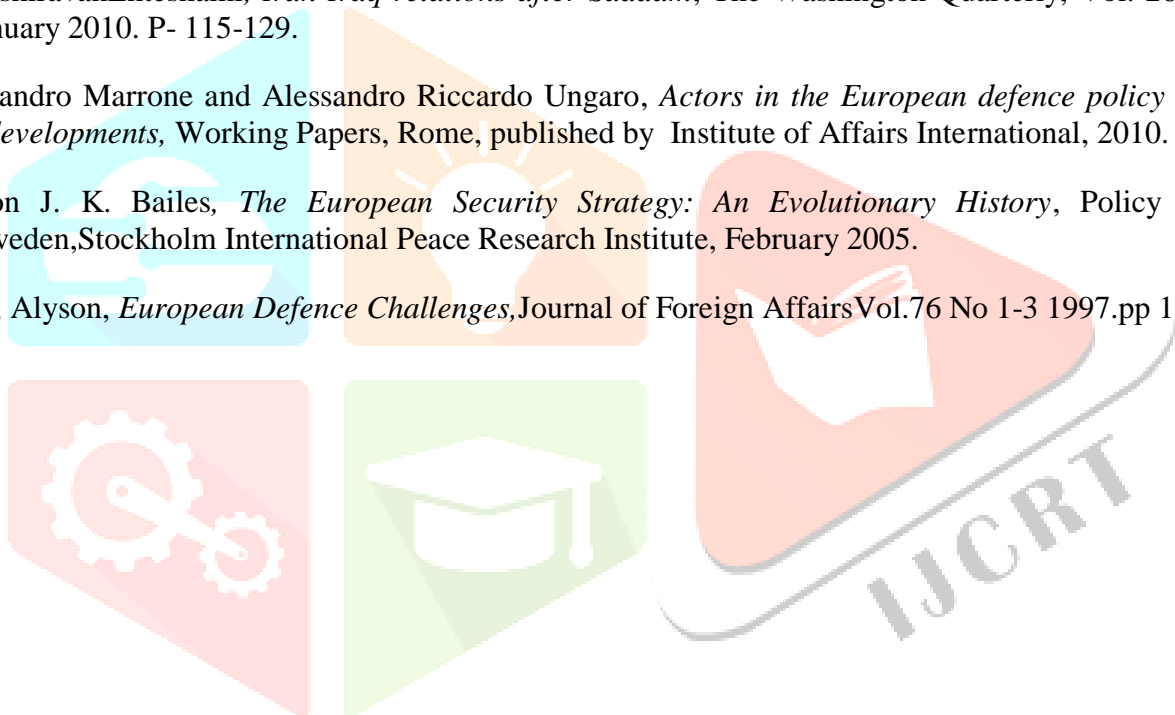 Iran-Iraq relations after Saddam, The Washington Quarterly, Vol.
nuary 2010. P- 115-129.
andro Marrone and Alessandro Riccardo Ungaro, Actors in the European defence policy
developments, Working Papers, Rome, published by Institute of Affairs International, 2010.
on J. K. Bailes, The European Security Strategy: An Evolutionary History, Policy
weden,Stockholm International Peace Research Institute, February 2005.
, Alyson, European Defence Challenges,Journal of Foreign AffairsVol.76 No 1-3 1997.pp 1
IJCRT